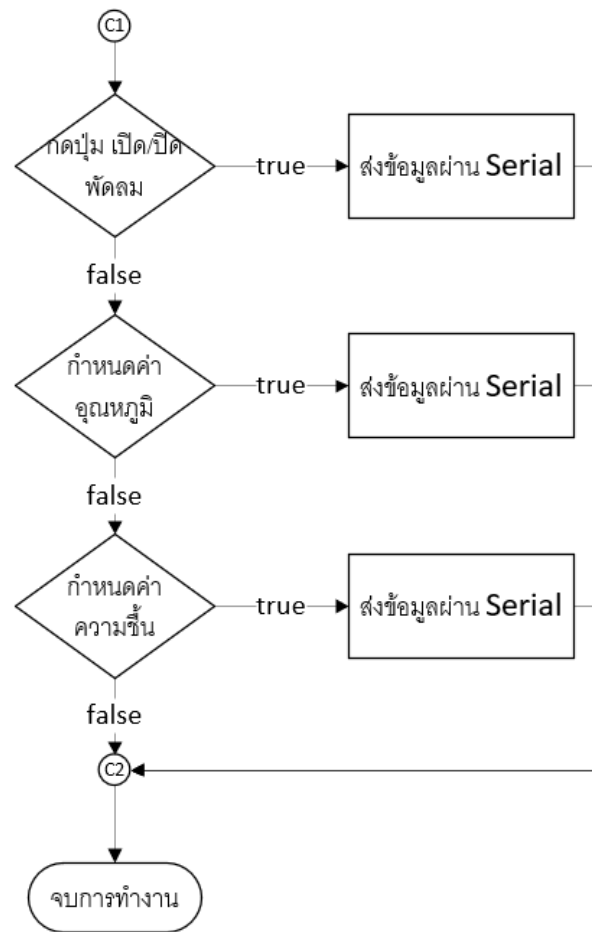 C1
กดปุ่ม เปิด/ปิด
พัดลม
true
ส่งข้อมูลผ่าน Serial
false
กำหนดค่า
อุณหภูมิ
true
ส่งข้อมูลผ่าน Serial
false
กำหนดค่า
ความชื้น
true
ส่งข้อมูลผ่าน Serial
false
C2
จบการทำงาน